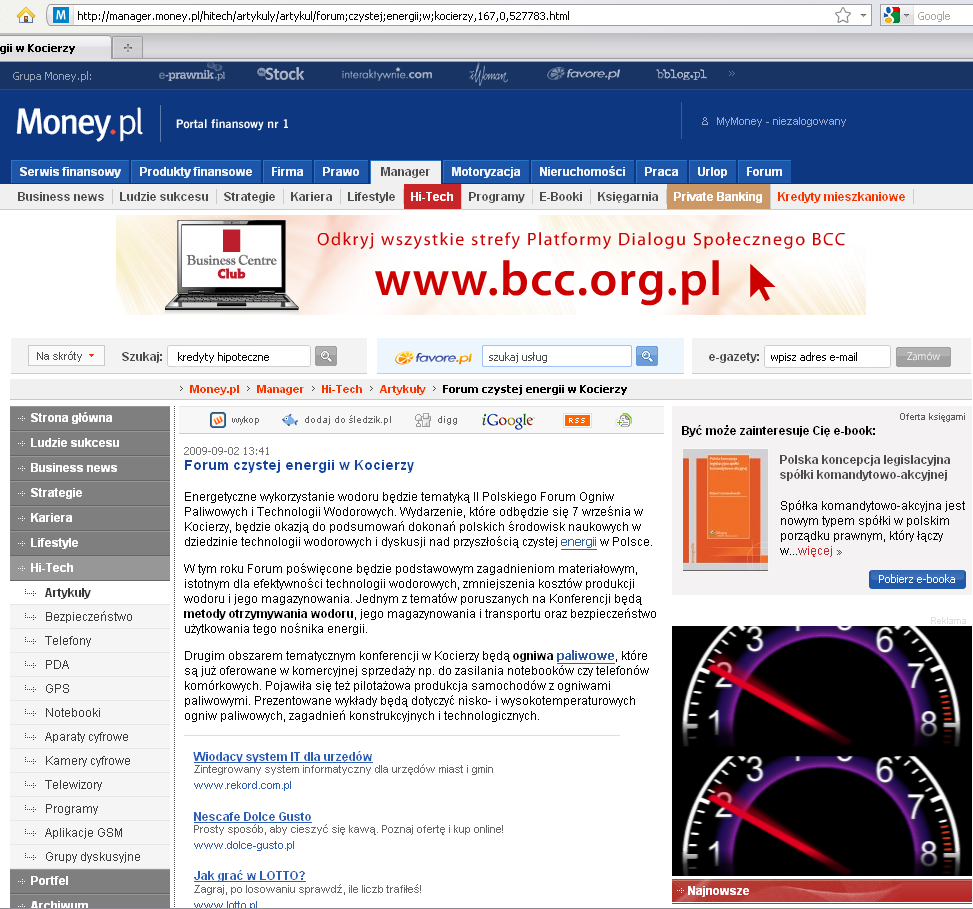 http://manager.money.pl/hitech/artykuly/artykul/forum;czystej;energii;w;kocierzy,167,0,527783.html
Google
gii w Kocierzy
Grupa Money.pl:
e-prawnik.pl
eStock
interaktywnie.com
favore.pl
bblog.pl
»
Money.pl
Portal finansowy nr 1
MyMoney - niezalogowany
Serwis finansowy
Produkty finansowe
Firma
Prawo
Manager
Motoryzacja
Nieruchomości
Praca
Urlop
Forum
Business news
Ludzie sukcesu
Strategie
Kariera
Lifestyle
Hi-Tech
Programy
E-Booki
Księgarnia
Private Banking
Kredyty mieszkaniowe
Business Centre
Club
Odkryj wszystkie strefy Platformy Dialogu Społecznego BCC
www.bcc.org.pl
Na skróty
Szukaj:
kredyty hipoteczne
favore.pl
szukaj usług
e-gazety:
wpisz adres e-mail
Zamów
Money.pl
Manager
Hi-Tech
Artykuły
Forum czystej energii w Kocierzy
Strona główna
Ludzie sukcesu
Business news
Strategie
Kariera
Lifestyle
Hi-Tech
Artykuły
Bezpieczeństwo
Telefony
PDA
GPS
Notebooki
Aparaty cyfrowe
Kamery cyfrowe
Telewizory
Programy
Aplikacje GSM
Grupy dyskusyjne
Portfel
Archiwum
wykop
dodaj do śledzik.pl
digg
iGoogle
RSS
2009-09-02 13:41
Forum czystej energii w Kocierzy
Energetyczne wykorzystanie wodoru będzie tematyką II Polskiego Forum Ogniw
Paliwowych i Technologii Wodorowych. Wydarzenie, które odbędzie się 7 września w
Kocierzy, będzie okazją do podsumowań dokonań polskich środowisk naukowych w
dziedzinie technologii wodorowych i dyskusji nad przyszłością czystej energii w Polsce.
W tym roku Forum poświęcone będzie podstawowym zagadnieniom materiałowym,
istotnym dla efektywności technologii wodorowych, zmniejszenia kosztów produkcji
wodoru i jego magazynowania. Jednym z tematów poruszanych na Konferencji będą
metody otrzymywania wodoru, jego magazynowania i transportu oraz bezpieczeństwo
użytkowania tego nośnika energii.
Drugim obszarem tematycznym konferencji w Kocierzy będą ogniwa paliwowe, które
są już oferowane w komercyjnej sprzedaży np. do zasilania notebooków czy telefonów
komórkowych. Pojawiła się też pilotażowa produkcja samochodów z ogniwami
paliwowymi. Prezentowane wykłady będą dotyczyć nisko- i wysokotemperaturowych
ogniw paliwowych, zagadnień konstrukcyjnych i technologicznych.
Wiodacy system IT dla urzedów
Zintegrowany system informatyczny dla urzędów miast i gmin
www.rekord.com.pl
Nescafe Dolce Gusto
Prosty sposób, aby cieszyć się kawą. Poznaj ofertę i kup online!
www.dolce-gusto.pl
Jak grać w LOTTO?
Zagraj, po losowaniu sprawdź, ile liczb trafiłeś!
www.lotto.pl
Oferta księgarni
Być może zainteresuje Cię e-book:
Polska koncepcja legislacyjna
spółki komandytowo-akcyjnej
Spółka komandytowo-akcyjna jest
nowym typem spółki w polskim
porządku prawnym, który łączy
w...więcej »
Pobierz e-booka
Reklama
1 2 3 6 7 8
1 2 3 6 7 8
Najnowsze